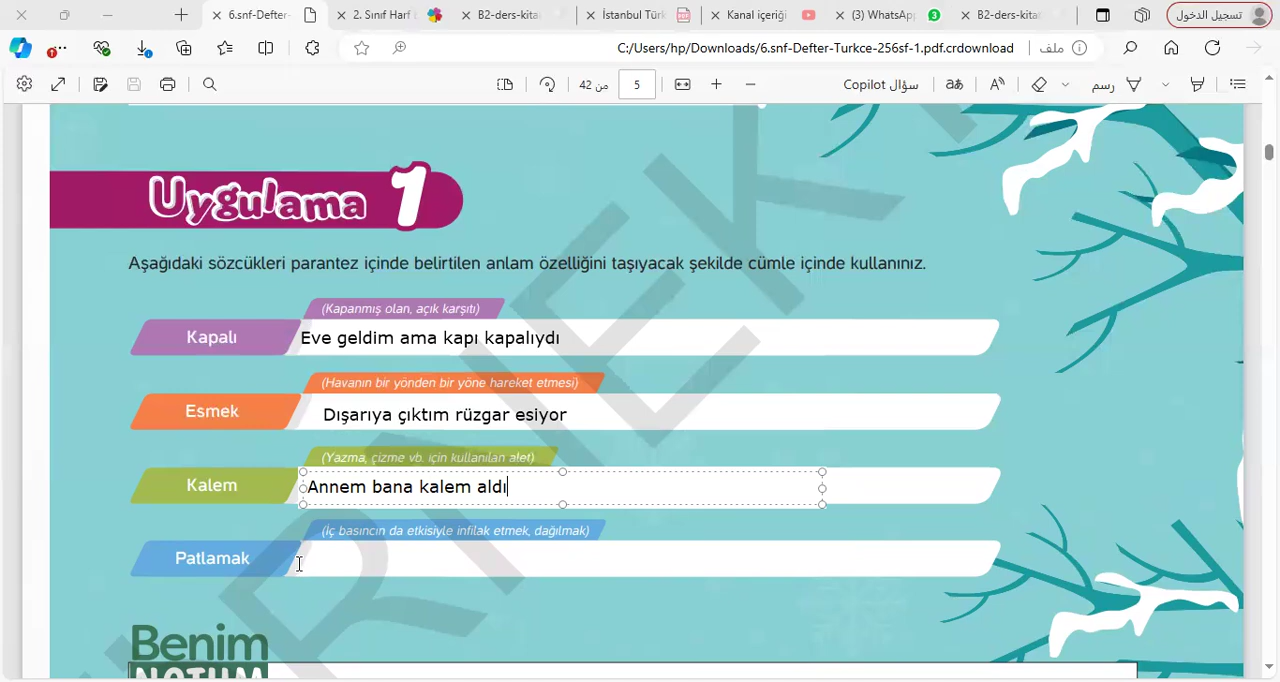 6.snf-Defter-
2. Sınıf Harf
B2-ders-kita
İstanbul Türk
Kanal içeriği
(3) WhatsApp
3
B2-ders-kita
تسجيل الدخول
C:/Users/hp/Downloads/6.snf-Defter-Turkce-256sf-1.pdf.crdownload
ملف
من 42
5
سؤال Copilot
رسم
Uygulama 1
Aşağıdaki sözcükleri parantez içinde belirtilen anlam özelliğini taşıyacak şekilde cümle içinde kullanınız.
(Kapanmış olan, açık karşıtı)
Kapalı
Eve geldim ama kapı kapalıydı
(Havanın bir yönden bir yöne hareket etmesi)
Esmek
Dışarıya çıktım rüzgar esiyor
(Yazma, çizme vb. için kullanılan alet)
Kalem
Annem bana kalem aldı
(İç basıncın da etkisiyle infilak etmek, dağılmak)
Patlamak
Benim
NOTUM